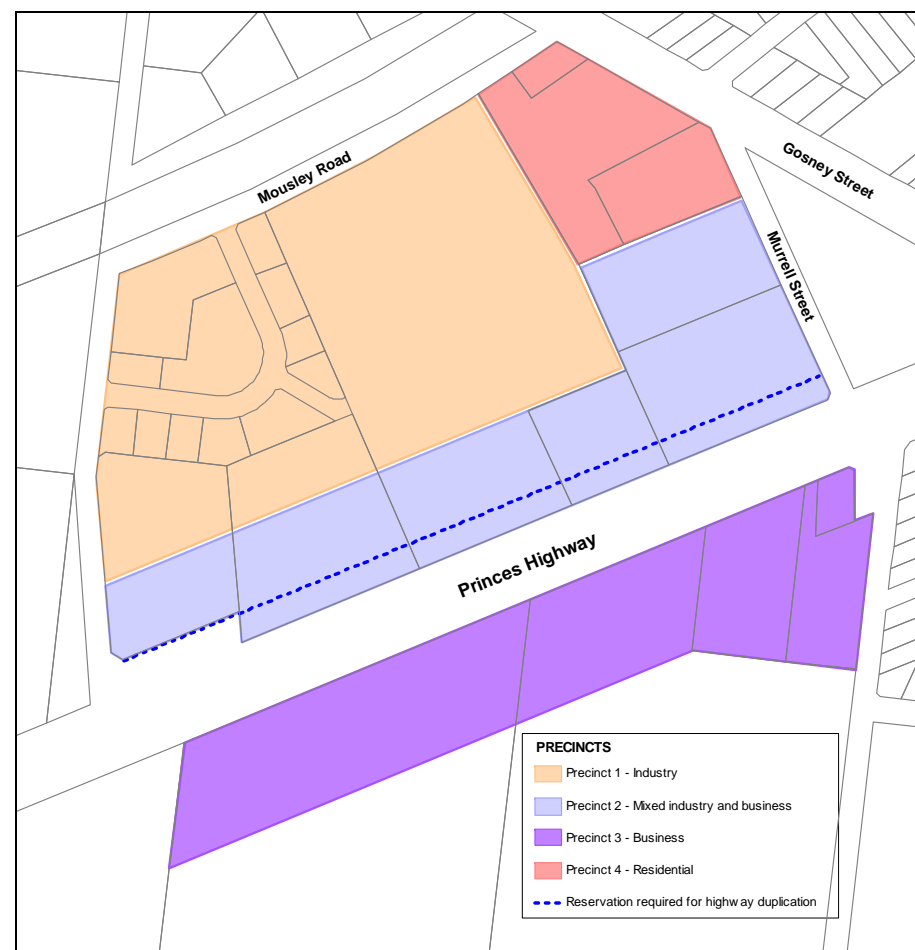 Mousley Road
Gosney Street
Murrell Street
Princes Highway
PRECINCTS
Precinct 1 - Industry
Precinct 2 - Mixed industry and business
Precinct 3 - Business
Precinct 4 - Residential
Reservation required for highway duplication